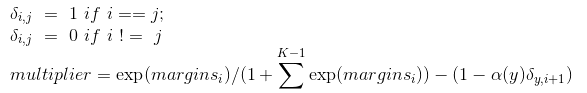 δ_{i,j} = 1 if i == j;
δ_{i,j} = 0 if i != j
multiplier = exp(margins_i)/(1 + ∑^{K−1} exp(margins_i)) − (1 − α(y)δ_{y,i+1})